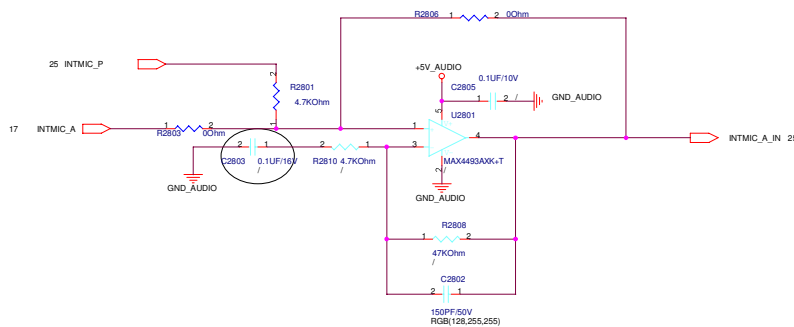 R2806 0Ohm
25 INTMIC_P
+5V_AUDIO
2
C2805 0.1UF/10V
R2801
1 2 /
GND_AUDIO
4.7KOhm
5
U2801
17 INTMIC_A
1 2
1
1
4
INTMIC_A_IN 25
R2803 0Ohm
2 1
2 1
3
C2803 0.1UF/16V
R2810 4.7KOhm
MAX4493AXK+T
/
/
2
GND_AUDIO
GND_AUDIO
R2808
1 2
47KOhm
/
C2802
2 1
150PF/50V
RGB(128,255,255)